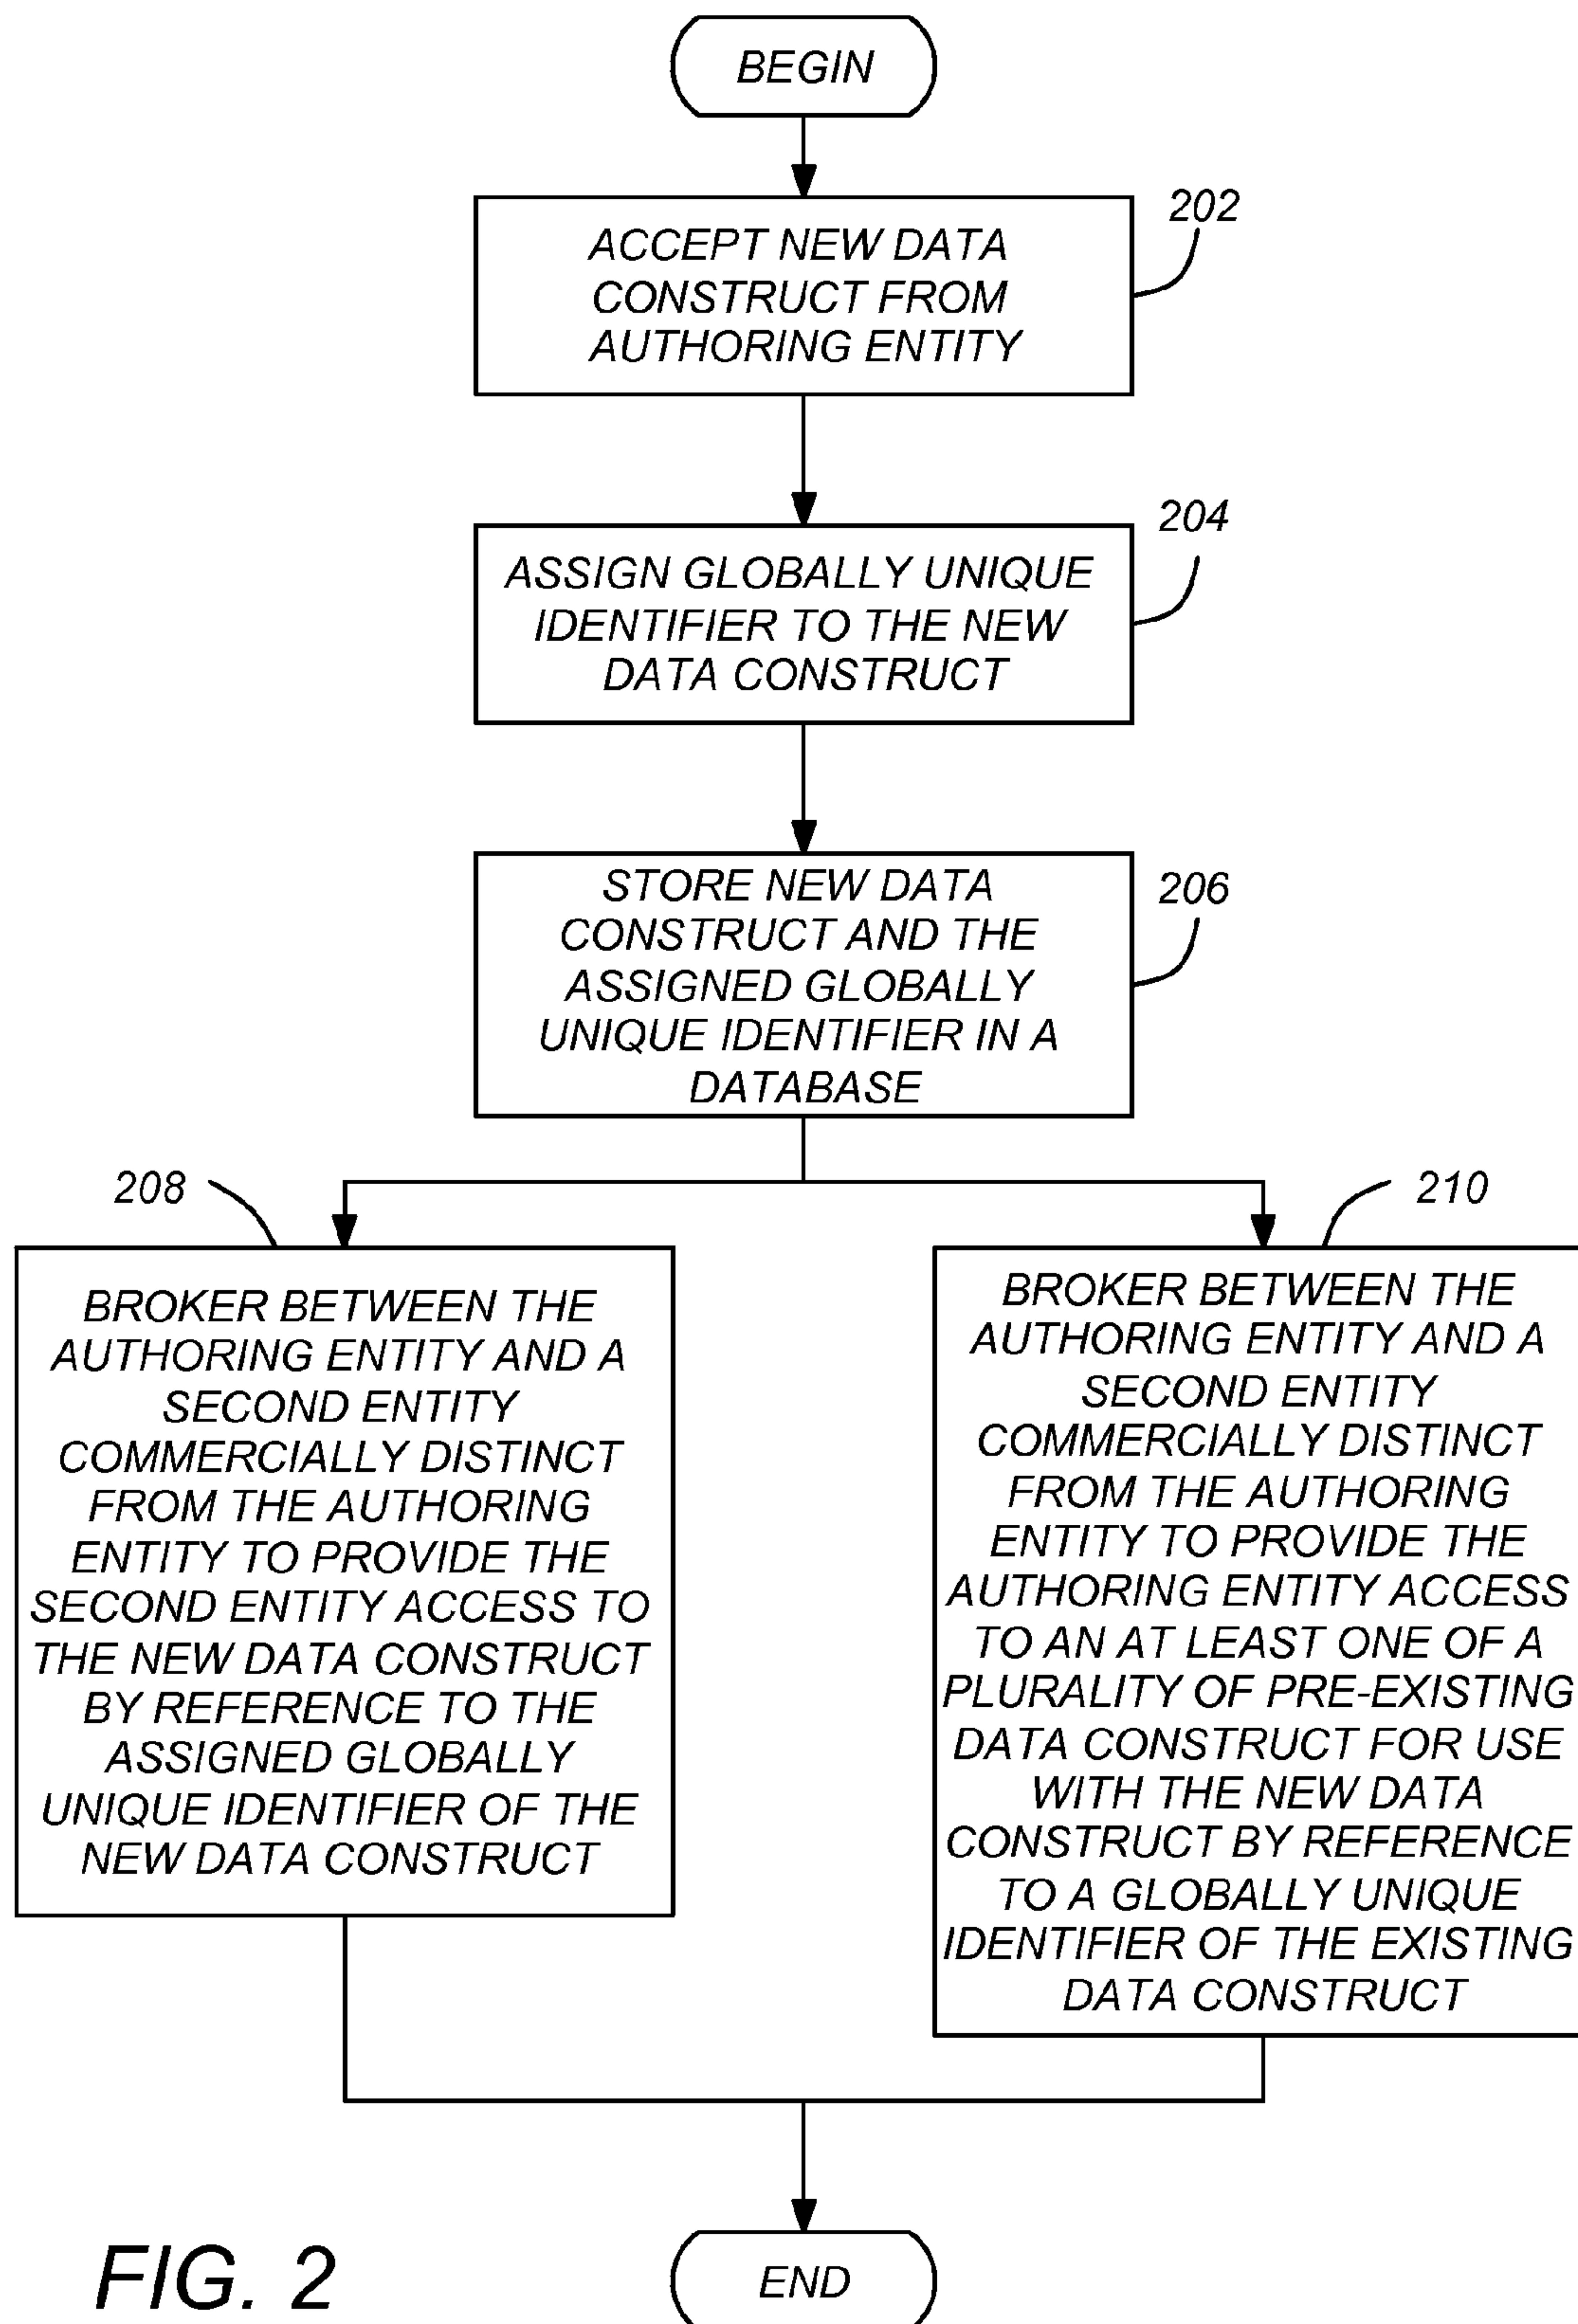 BEGIN
202
ACCEPT NEW DATA
CONSTRUCT FROM
AUTHORING ENTITY
204
ASSIGN GLOBALLY UNIQUE
IDENTIFIER TO THE NEW
DATA CONSTRUCT
206
STORE NEW DATA
CONSTRUCT AND THE
ASSIGNED GLOBALLY
UNIQUE IDENTIFIER IN A
DATABASE
208
BROKER BETWEEN THE
AUTHORING ENTITY AND A
SECOND ENTITY
COMMERCIALLY DISTINCT
FROM THE AUTHORING
ENTITY TO PROVIDE THE
SECOND ENTITY ACCESS TO
THE NEW DATA CONSTRUCT
BY REFERENCE TO THE
ASSIGNED GLOBALLY
UNIQUE IDENTIFIER OF THE
NEW DATA CONSTRUCT
210
BROKER BETWEEN THE
AUTHORING ENTITY AND A
SECOND ENTITY
COMMERCIALLY DISTINCT
FROM THE AUTHORING
ENTITY TO PROVIDE THE
AUTHORING ENTITY ACCESS
TO AN AT LEAST ONE OF A
PLURALITY OF PRE-EXISTING
DATA CONSTRUCT FOR USE
WITH THE NEW DATA
CONSTRUCT BY REFERENCE
TO A GLOBALLY UNIQUE
IDENTIFIER OF THE EXISTING
DATA CONSTRUCT
END
FIG. 2